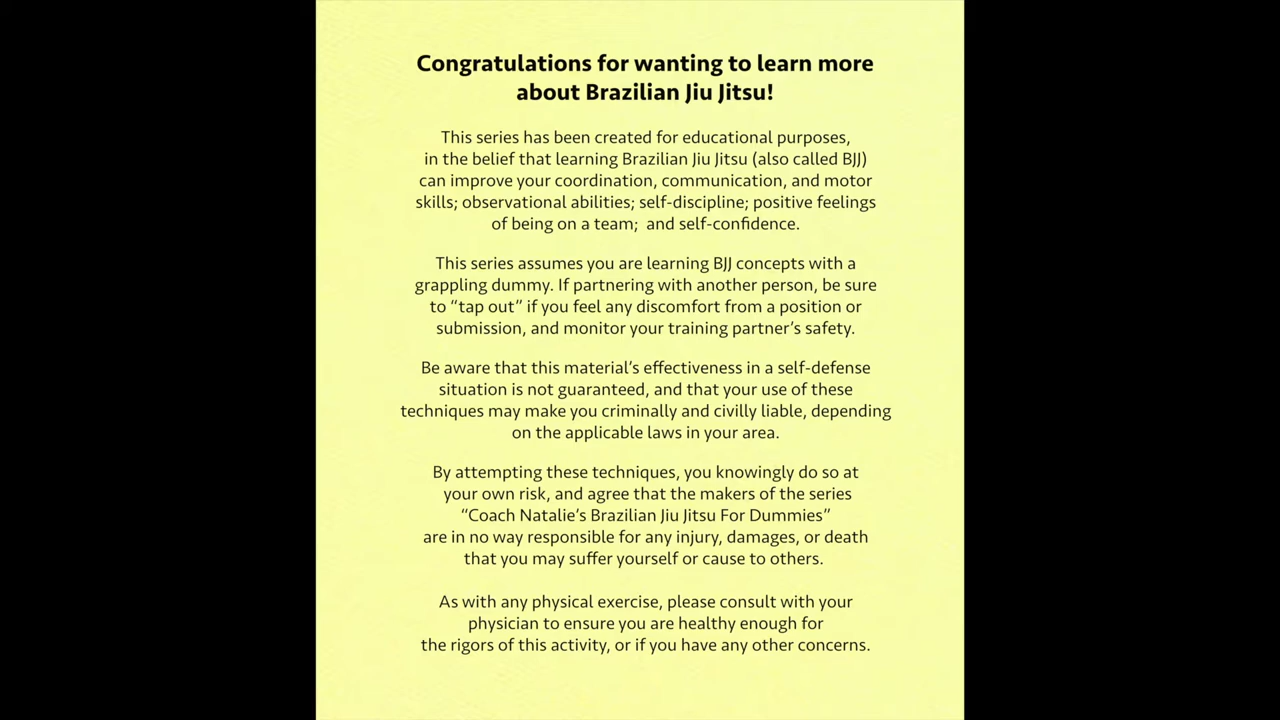 Congratulations for wanting to learn more
about Brazilian Jiu Jitsu!
This series has been created for educational purposes,
in the belief that learning Brazilian Jiu Jitsu (also called BJJ)
can improve your coordination, communication, and motor
skills; observational abilities; self-discipline; positive feelings
of being on a team; and self-confidence.
This series assumes you are learning BJJ concepts with a
grappling dummy. If partnering with another person, be sure
to “tap out” if you feel any discomfort from a position or
submission, and monitor your training partner’s safety.
Be aware that this material’s effectiveness in a self-defense
situation is not guaranteed, and that your use of these
techniques may make you criminally and civilly liable, depending
on the applicable laws in your area.
By attempting these techniques, you knowingly do so at
your own risk, and agree that the makers of the series
“Coach Natalie’s Brazilian Jiu Jitsu For Dummies”
are in no way responsible for any injury, damages, or death
that you may suffer yourself or cause to others.
As with any physical exercise, please consult with your
physician to ensure you are healthy enough for
the rigors of this activity, or if you have any other concerns.